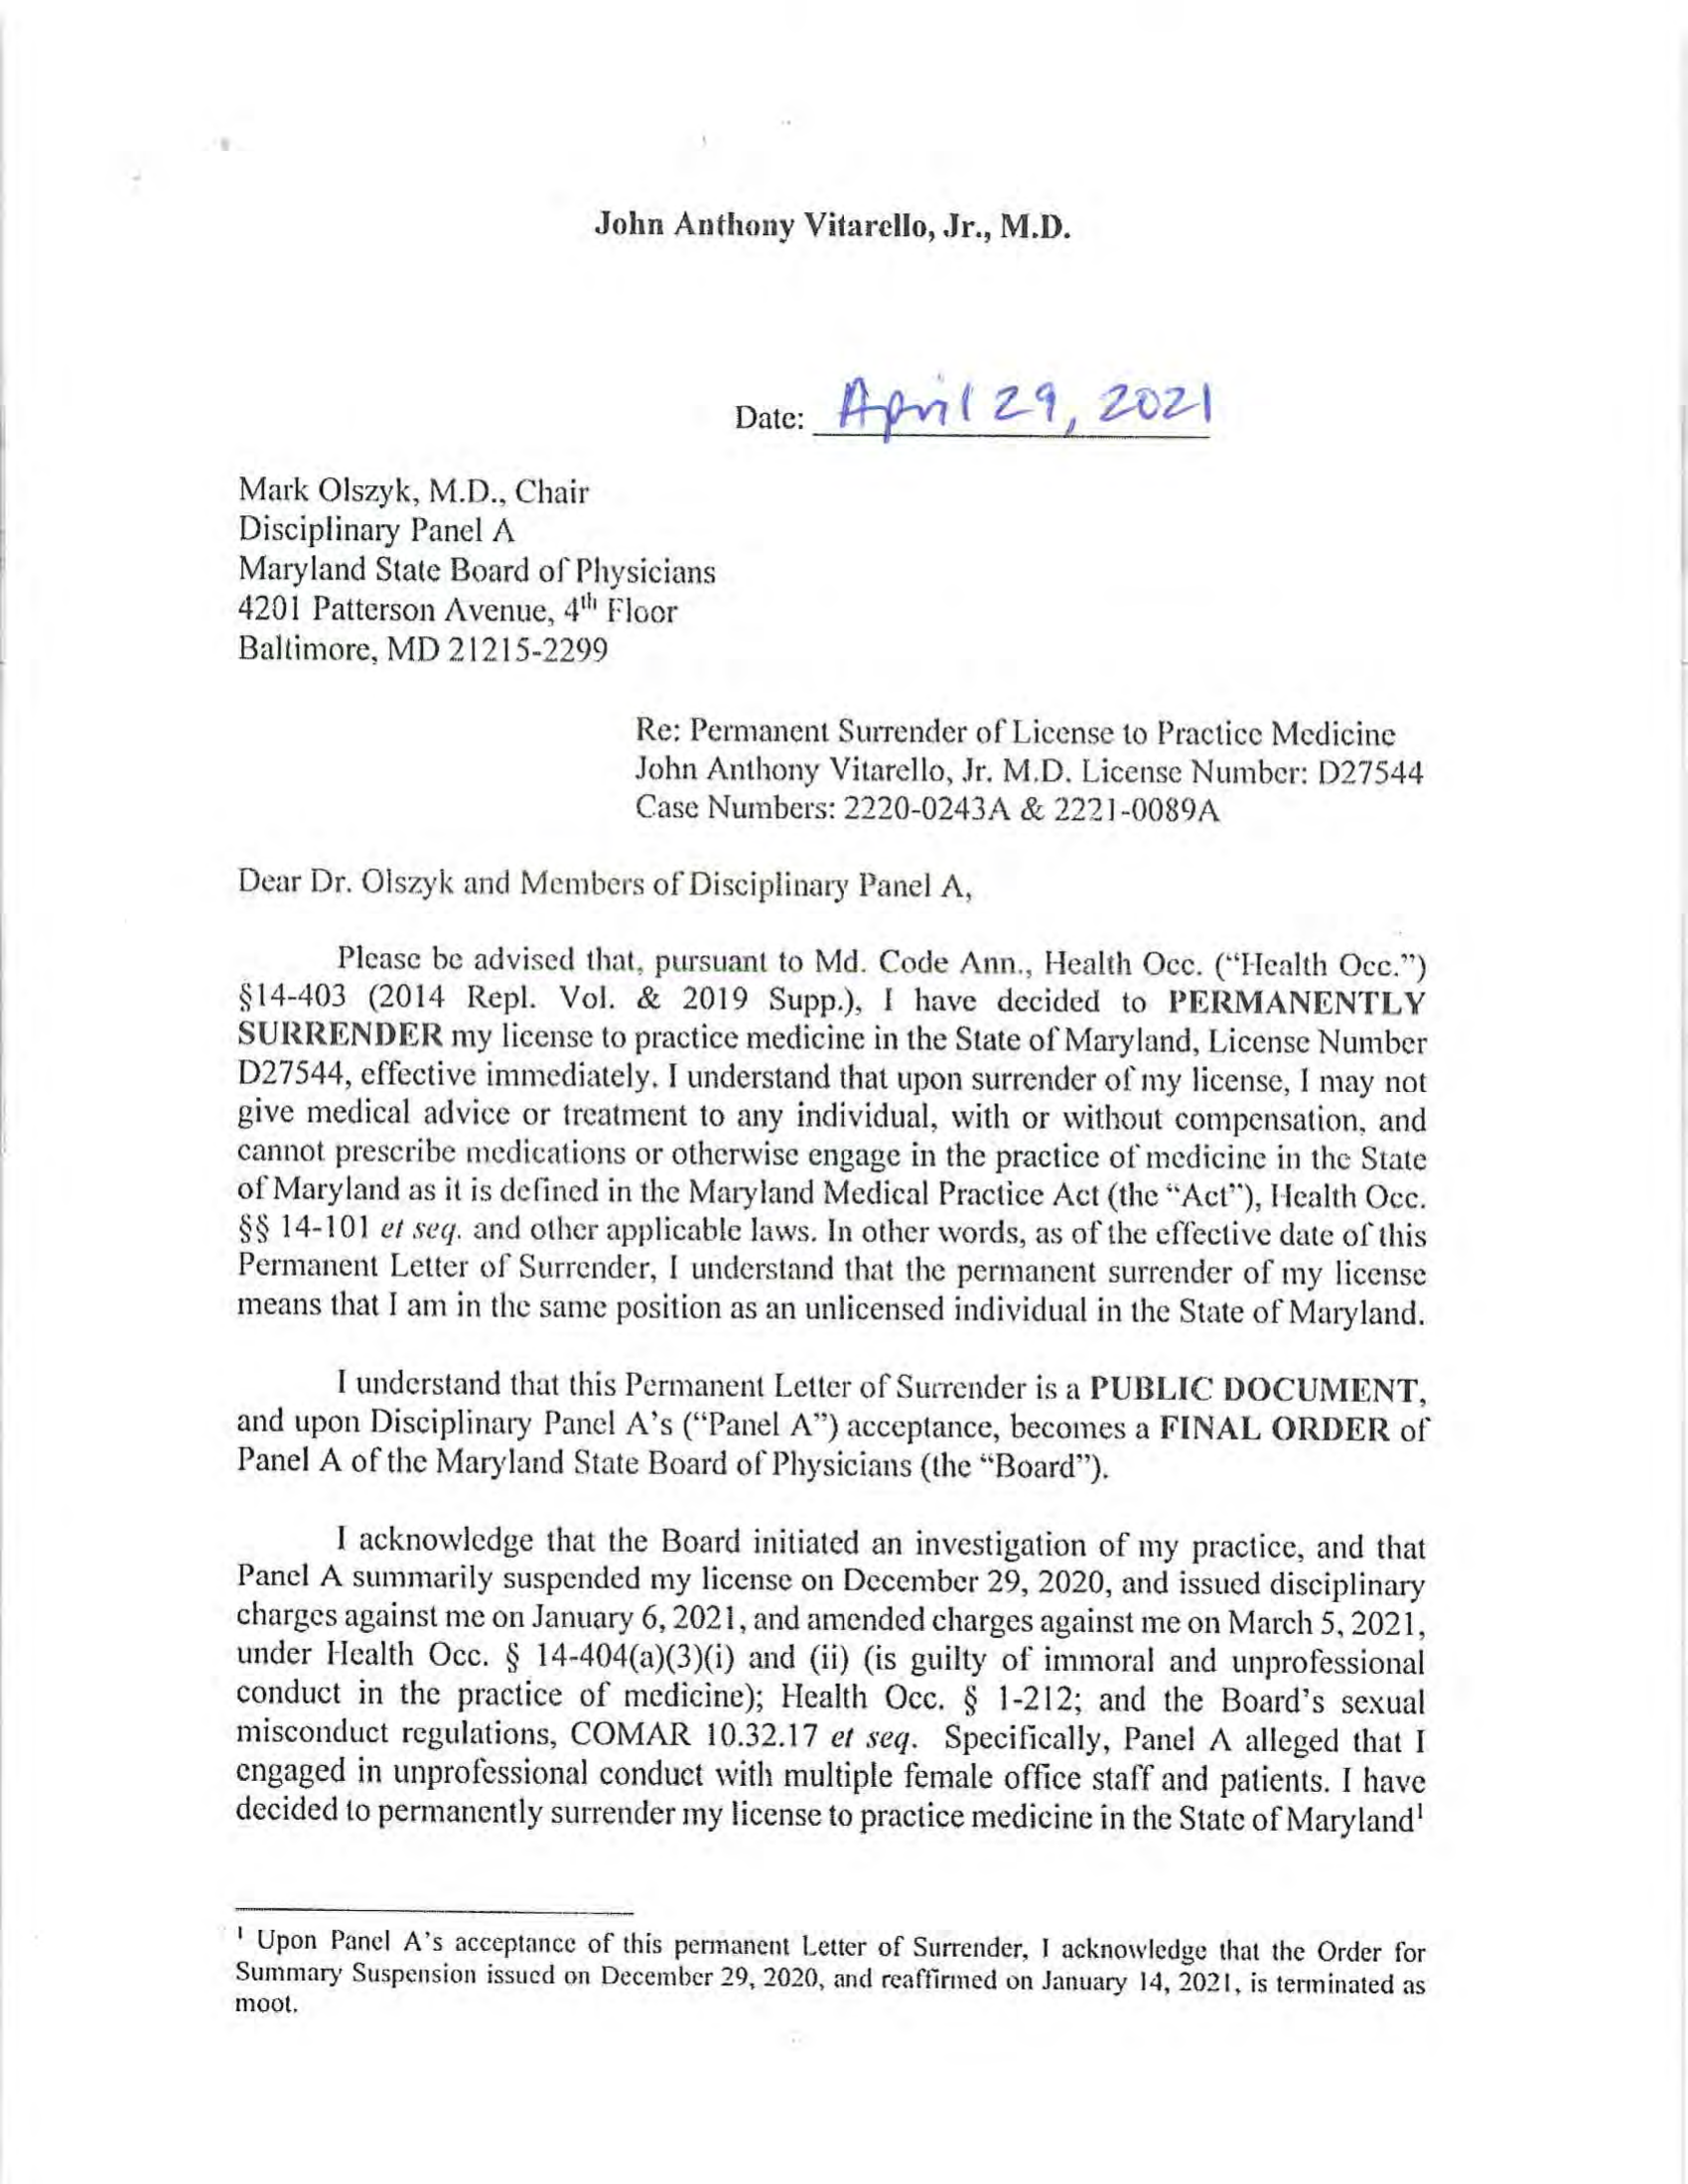 John Anthony Vitarello, Jr., M.D.
Date: April 29, 2021
Mark Olszyk, M.D., Chair
Disciplinary Panel A
Maryland State Board of Physicians
4201 Patterson Avenue, 4th Floor
Baltimore, MD 21215-2299
Re: Permanent Surrender of License to Practice Medicine
John Anthony Vitarello, Jr. M.D. License Number: D27544
Case Numbers: 2220-0243A & 2221-0089A
Dear Dr. Olszyk and Members of Disciplinary Panel A,
Please be advised that, pursuant to Md. Code Ann., Health Occ. (“Health Occ.”)
§14-403 (2014 Repl. Vol. & 2019 Supp.), I have decided to PERMANENTLY
SURRENDER my license to practice medicine in the State of Maryland, License Number
D27544, effective immediately. I understand that upon surrender of my license, I may not
give medical advice or treatment to any individual, with or without compensation, and
cannot prescribe medications or otherwise engage in the practice of medicine in the State
of Maryland as it is defined in the Maryland Medical Practice Act (the “Act”), Health Occ.
§§ 14-101 et seq. and other applicable laws. In other words, as of the effective date of this
Permanent Letter of Surrender, I understand that the permanent surrender of my license
means that I am in the same position as an unlicensed individual in the State of Maryland.
I understand that this Permanent Letter of Surrender is a PUBLIC DOCUMENT,
and upon Disciplinary Panel A’s (“Panel A”) acceptance, becomes a FINAL ORDER of
Panel A of the Maryland State Board of Physicians (the “Board”).
I acknowledge that the Board initiated an investigation of my practice, and that
Panel A summarily suspended my license on December 29, 2020, and issued disciplinary
charges against me on January 6, 2021, and amended charges against me on March 5, 2021,
under Health Occ. § 14-404(a)(3)(i) and (ii) (is guilty of immoral and unprofessional
conduct in the practice of medicine); Health Occ. § 1-212; and the Board’s sexual
misconduct regulations, COMAR 10.32.17 et seq. Specifically, Panel A alleged that I
engaged in unprofessional conduct with multiple female office staff and patients. I have
decided to permanently surrender my license to practice medicine in the State of Maryland1
1 Upon Panel A’s acceptance of this permanent Letter of Surrender, I acknowledge that the Order for
Summary Suspension issued on December 29, 2020, and reaffirmed on January 14, 2021, is terminated as
moot.